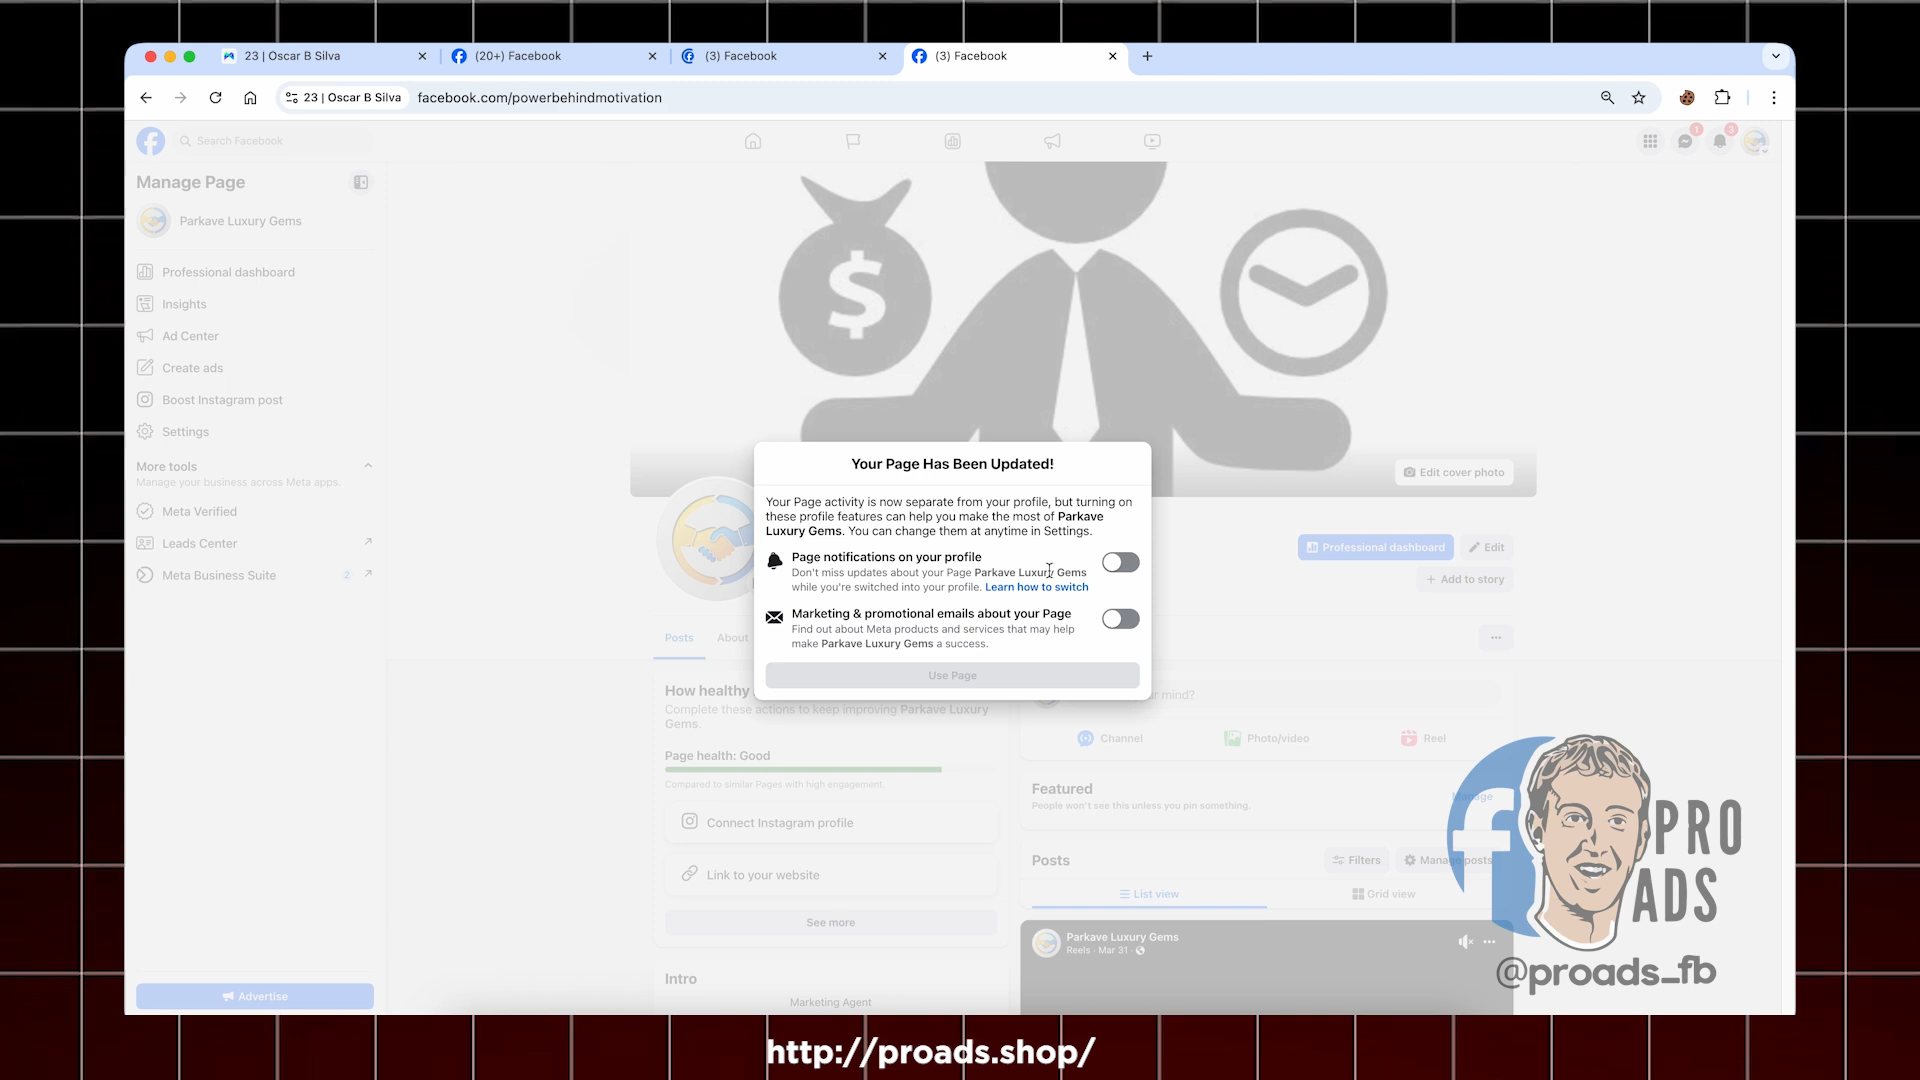 23 | Oscar B Silva
(20+) Facebook
(3) Facebook
(3) Facebook
23 | Oscar B Silva
facebook.com/powerbehindmotivation
Search Facebook
1
3
Manage Page
Parkave Luxury Gems
Professional dashboard
Insights
Ad Center
Create ads
Boost Instagram post
Settings
More tools
Manage your business across Meta apps.
Meta Verified
Leads Center
Meta Business Suite
2
Advertise
$
Edit cover photo
Professional dashboard
Edit
+ Add to story
Posts
About
Your Page Has Been Updated!
Your Page activity is now separate from your profile, but turning on
these profile features can help you make the most of Parkave
Luxury Gems. You can change them at anytime in Settings.
Page notifications on your profile
Don't miss updates about your Page Parkave Luxury Gems
while you're switched into your profile. Learn how to switch
Marketing & promotional emails about your Page
Find out about Meta products and services that may help
make Parkave Luxury Gems a success.
Use Page
How healthy
Complete these actions to keep improving Parkave Luxury
Gems.
Page health: Good
Compared to similar Pages with high engagement.
Connect Instagram profile
Link to your website
See more
Intro
Marketing Agent
mind?
Channel
Photo/video
Reel
Featured
People won't see this unless you pin something.
Manage
Posts
Filters
Manage posts
List view
Grid view
Parkave Luxury Gems
Reels · Mar 31 ·
PRO
ADS
@proads_fb
http://proads.shop/